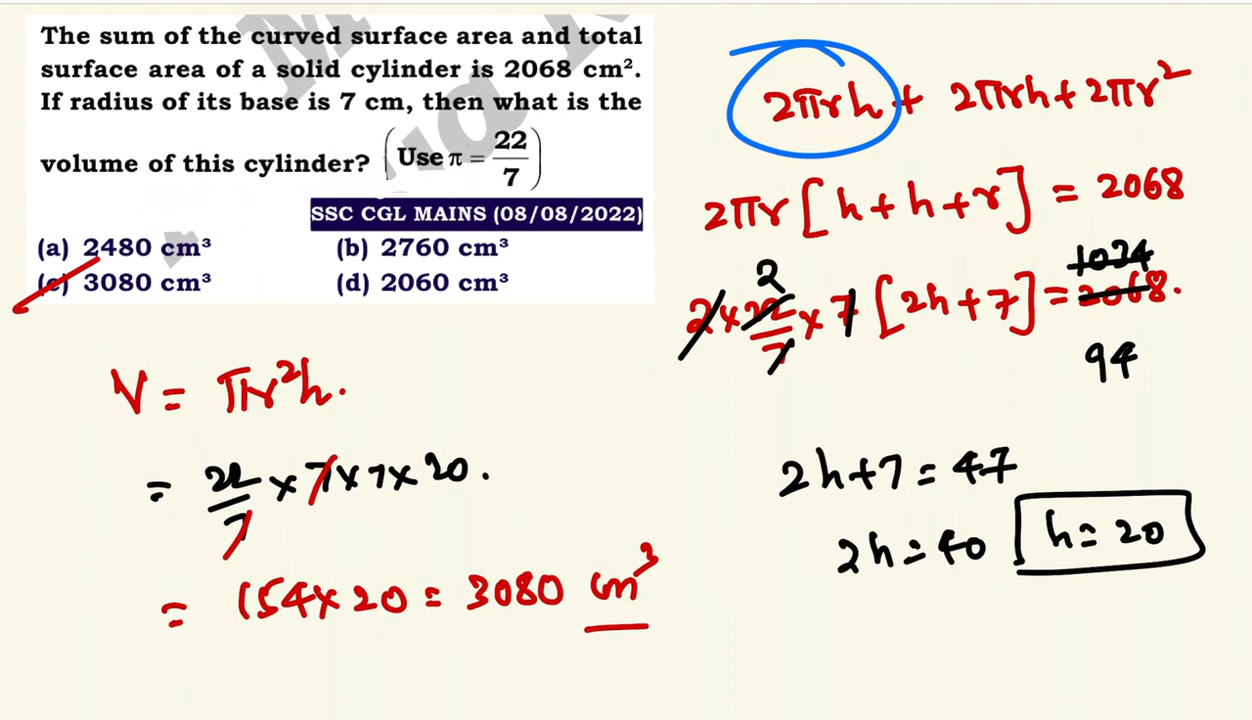 The sum of the curved surface area and total
surface area of a solid cylinder is 2068 cm².
If radius of its base is 7 cm, then what is the
volume of this cylinder? (Use π = 22/7)
SSC CGL MAINS (08/08/2022)
(a) 2480 cm³ (b) 2760 cm³
(c) 3080 cm³ (d) 2060 cm³
2πrh + 2πrh + 2πr²
2πr [h + h + r] = 2068
2 × 22/7 × 7 [2h + 7] = 2068.
2 1034
94
2h + 7 = 47
2h = 40 h = 20
V = πr²h.
= 22/7 × 7 × 7 × 20.
= 154 × 20 = 3080 cm³